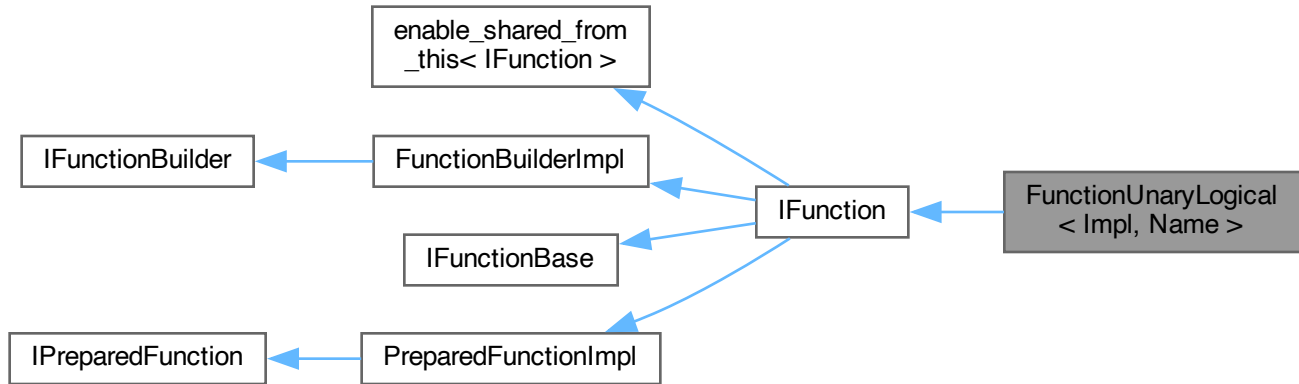 enable_shared_from
_this< IFunction >
IFunctionBuilder
FunctionBuilderImpl
IFunction
FunctionUnaryLogical
< Impl, Name >
IFunctionBase
IPreparedFunction
PreparedFunctionImpl